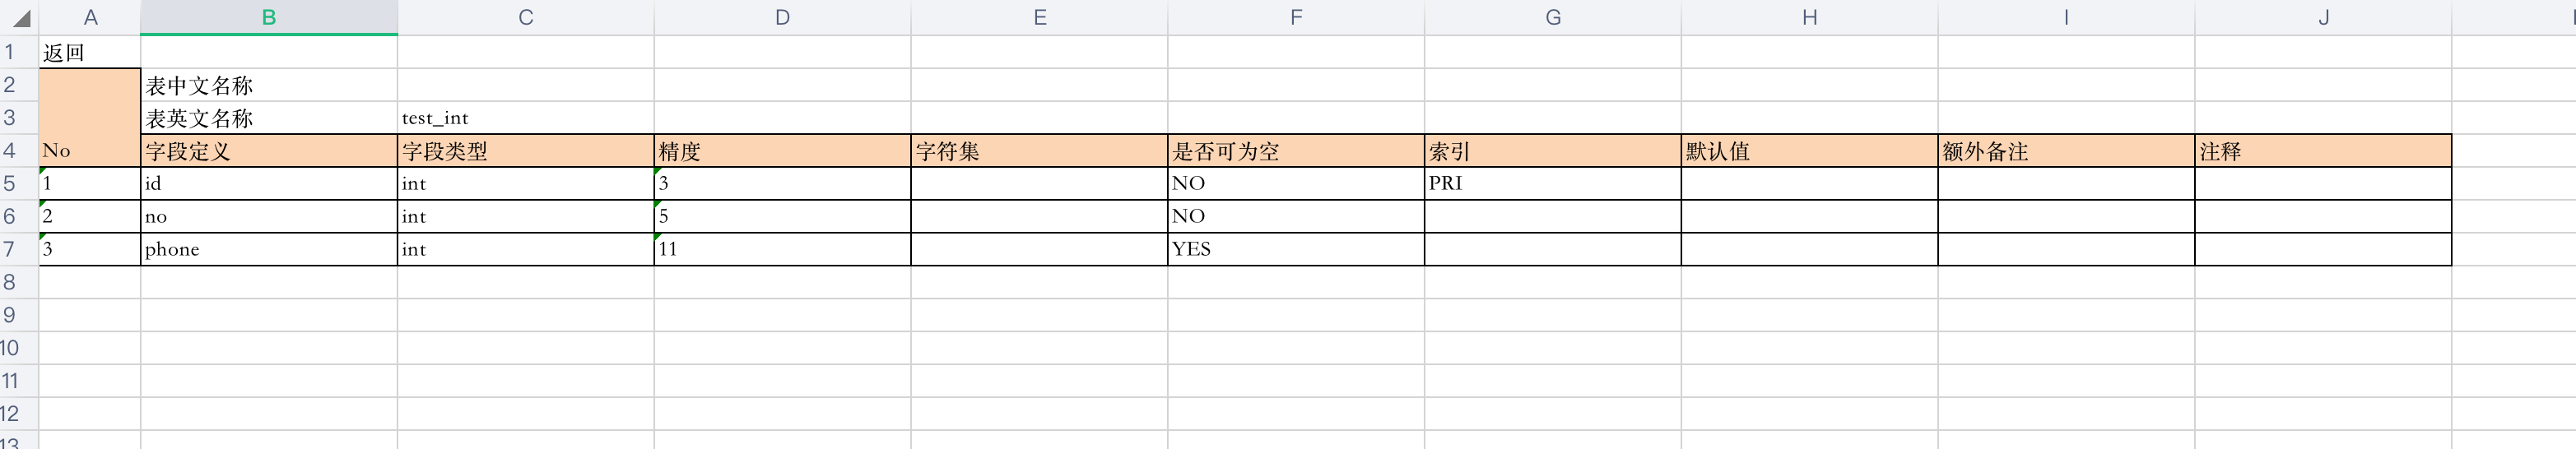 A B C D E F G H I J
1 返回
2 表中文名称
3 表英文名称 test_int
4 No 字段定义 字段类型 精度 字符集 是否可为空 索引 默认值 额外备注 注释
5 1 id int 3 NO PRI
6 2 no int 5 NO
7 3 phone int 11 YES
8
9
10
11
12
13